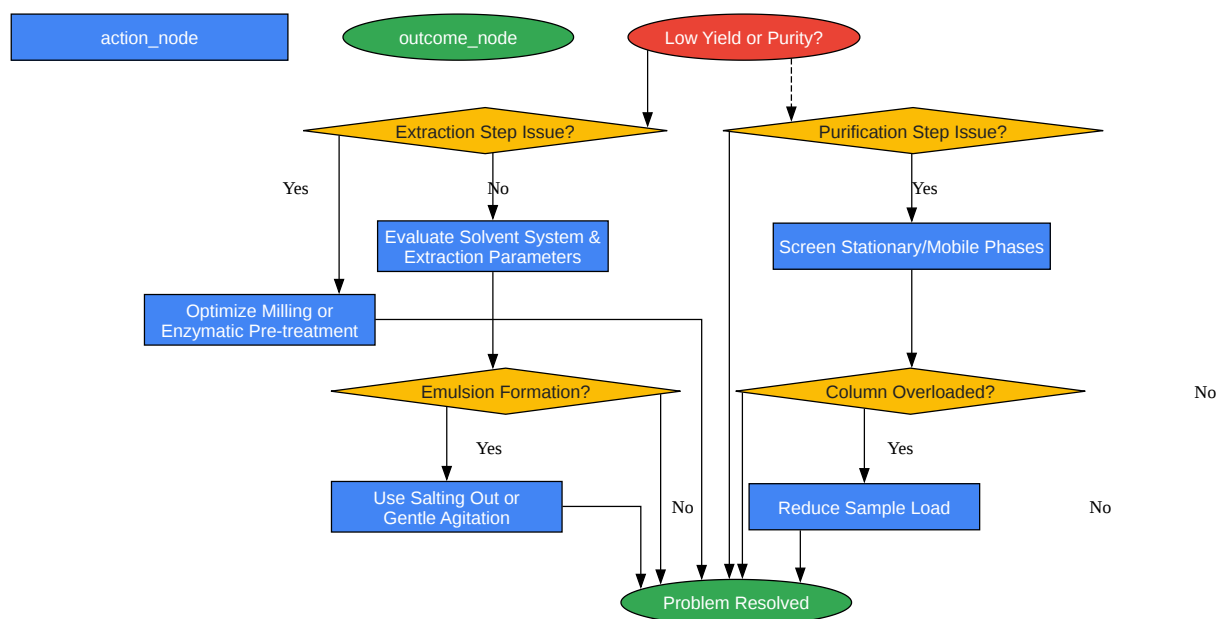 action_node
outcome_node
Low Yield or Purity?
Extraction Step Issue?
Purification Step Issue?
Yes
No
Yes
Evaluate Solvent System &
Extraction Parameters
Screen Stationary/Mobile Phases
Optimize Milling or
Enzymatic Pre-treatment
Emulsion Formation?
Column Overloaded?
No
Yes
Yes
Use Salting Out or
Gentle Agitation
No
Reduce Sample Load
No
Problem Resolved